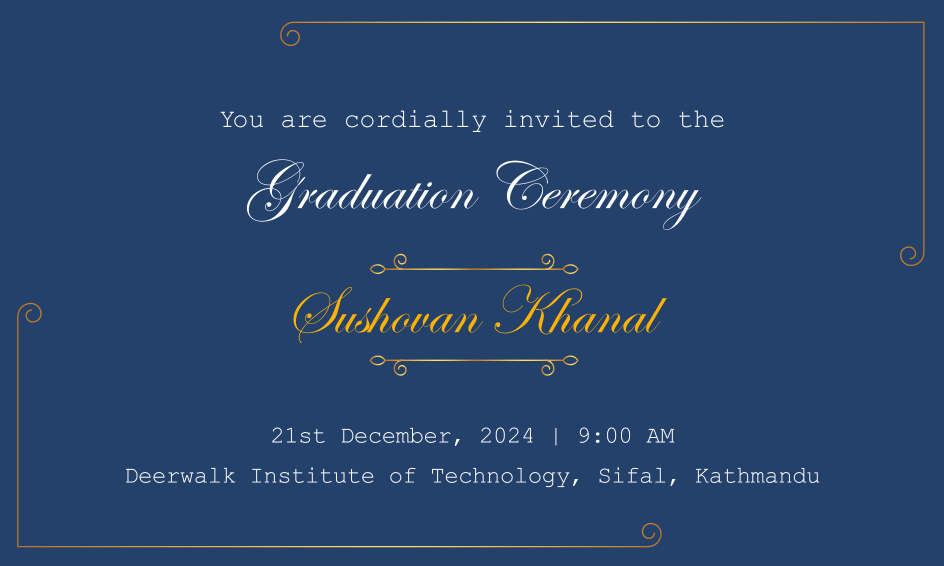 You are cordially invited to the
Graduation Ceremony
Sushovan Khanal
21st December, 2024 | 9:00 AM
Deerwalk Institute of Technology, Sifal, Kathmandu